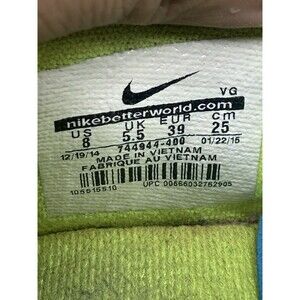 VG
nikebetterworld.com
US UK EUR cm
8 5.5 39 25
12/19/14 744944-400 01/22/15
MADE IN VIETNAM
FABRIQUE AU VIETNAM
UPC 00666032762905